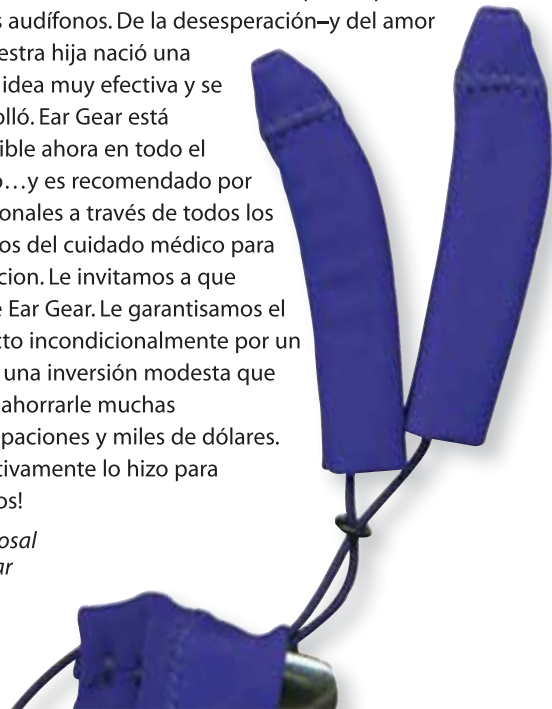 s audífonos. De la desesperación–y del amor
estra hija nació una
idea muy efectiva y se
olló. Ear Gear está
ible ahora en todo el
o…y es recomendado por
onales a través de todos los
os del cuidado médico para
cion. Le invitamos a que
e Ear Gear. Le garantisamos el
cto incondicionalmente por un
una inversión modesta que
ahorrarle muchas
paciones y miles de dólares.
tivamente lo hizo para
os!
osal
ar